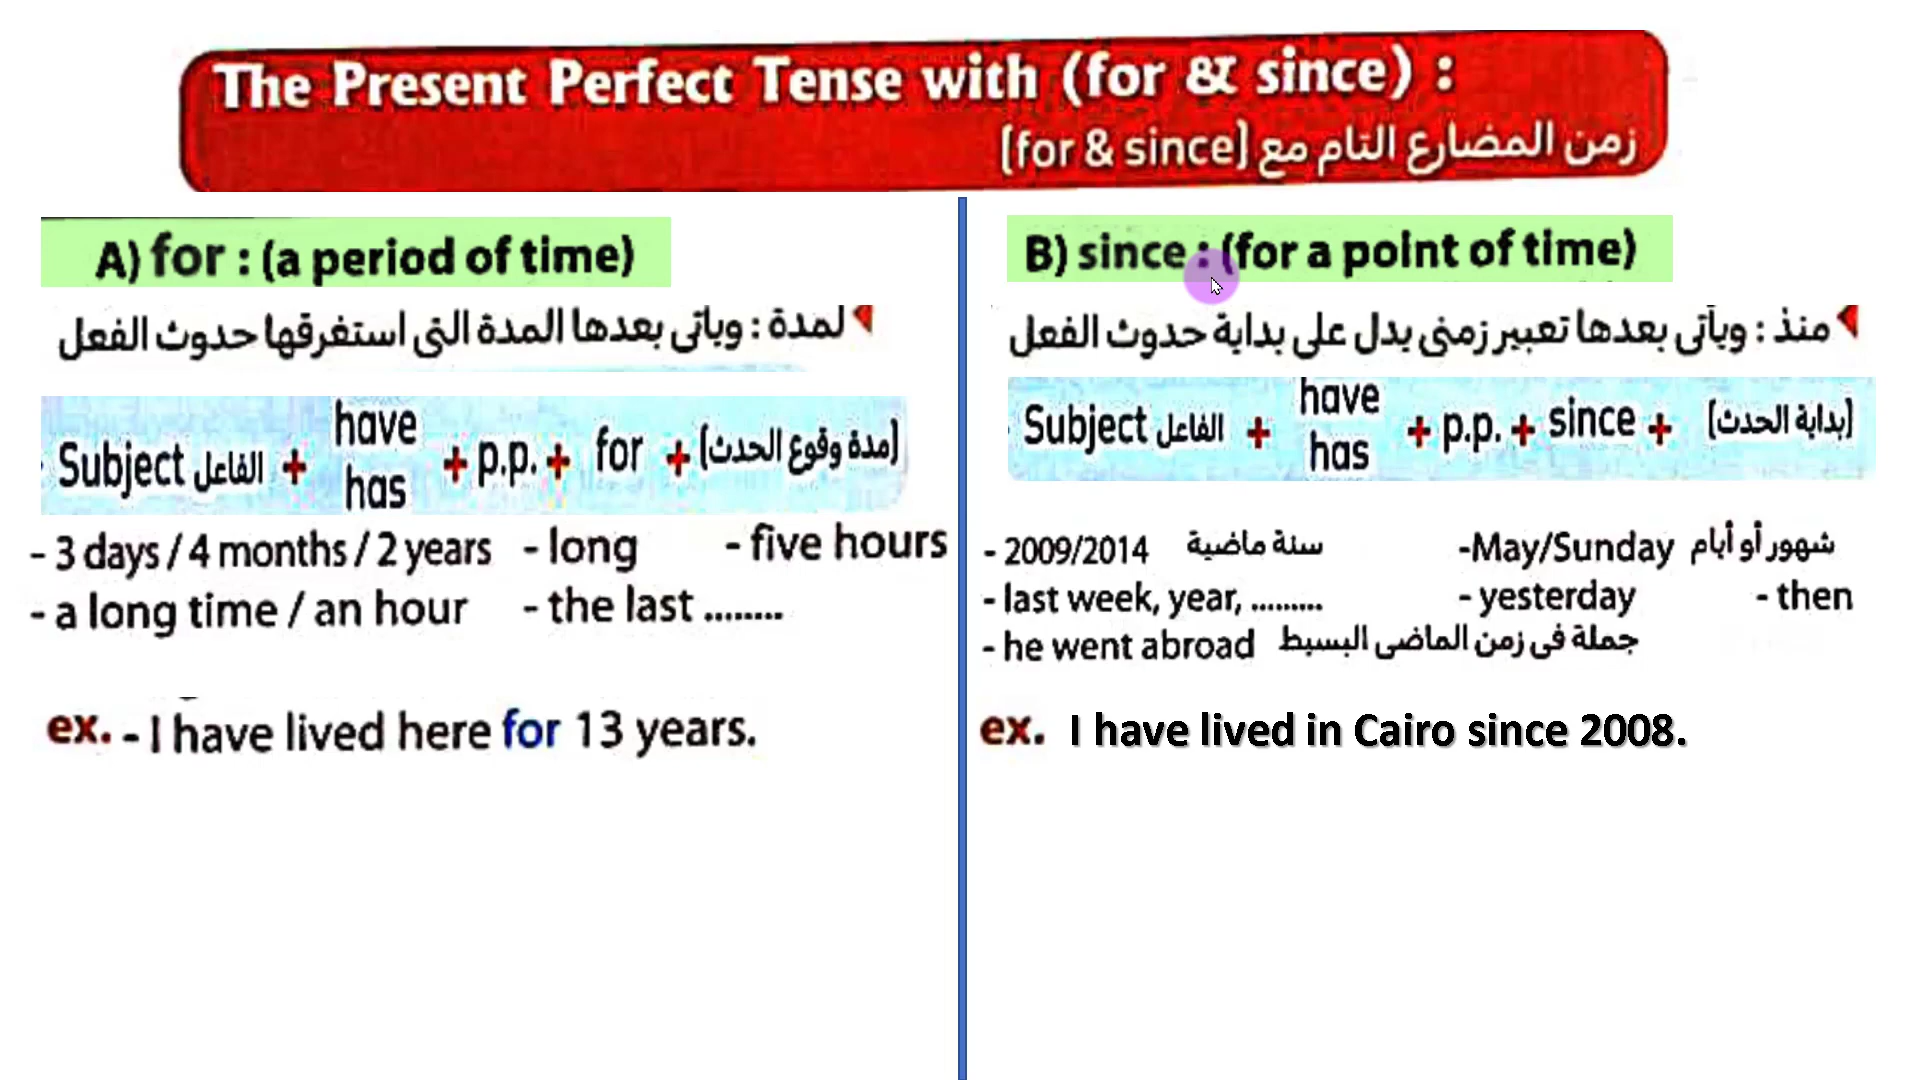 The Present Perfect Tense with (for & since) :
زمن المضارع التام مع [for & since]
A) for : (a period of time)
لمدة : ويأتى بعدها المدة التى استغرقها حدوث الفعل
Subject الفاعل + have / has + p.p. + for + (مدة وقوع الحدث)
- 3 days / 4 months / 2 years - long - five hours
- a long time / an hour - the last ........
ex. - I have lived here for 13 years.
B) since : (for a point of time)
منذ : ويأتى بعدها تعبير زمنى يدل على بداية حدوث الفعل
Subject الفاعل + have / has + p.p. + since + (بداية الحدث)
- 2009/2014 سنة ماضية -May/Sunday شهور أو أيام
- last week, year, ......... - yesterday - then
- he went abroad جملة فى زمن الماضى البسيط
ex. I have lived in Cairo since 2008.